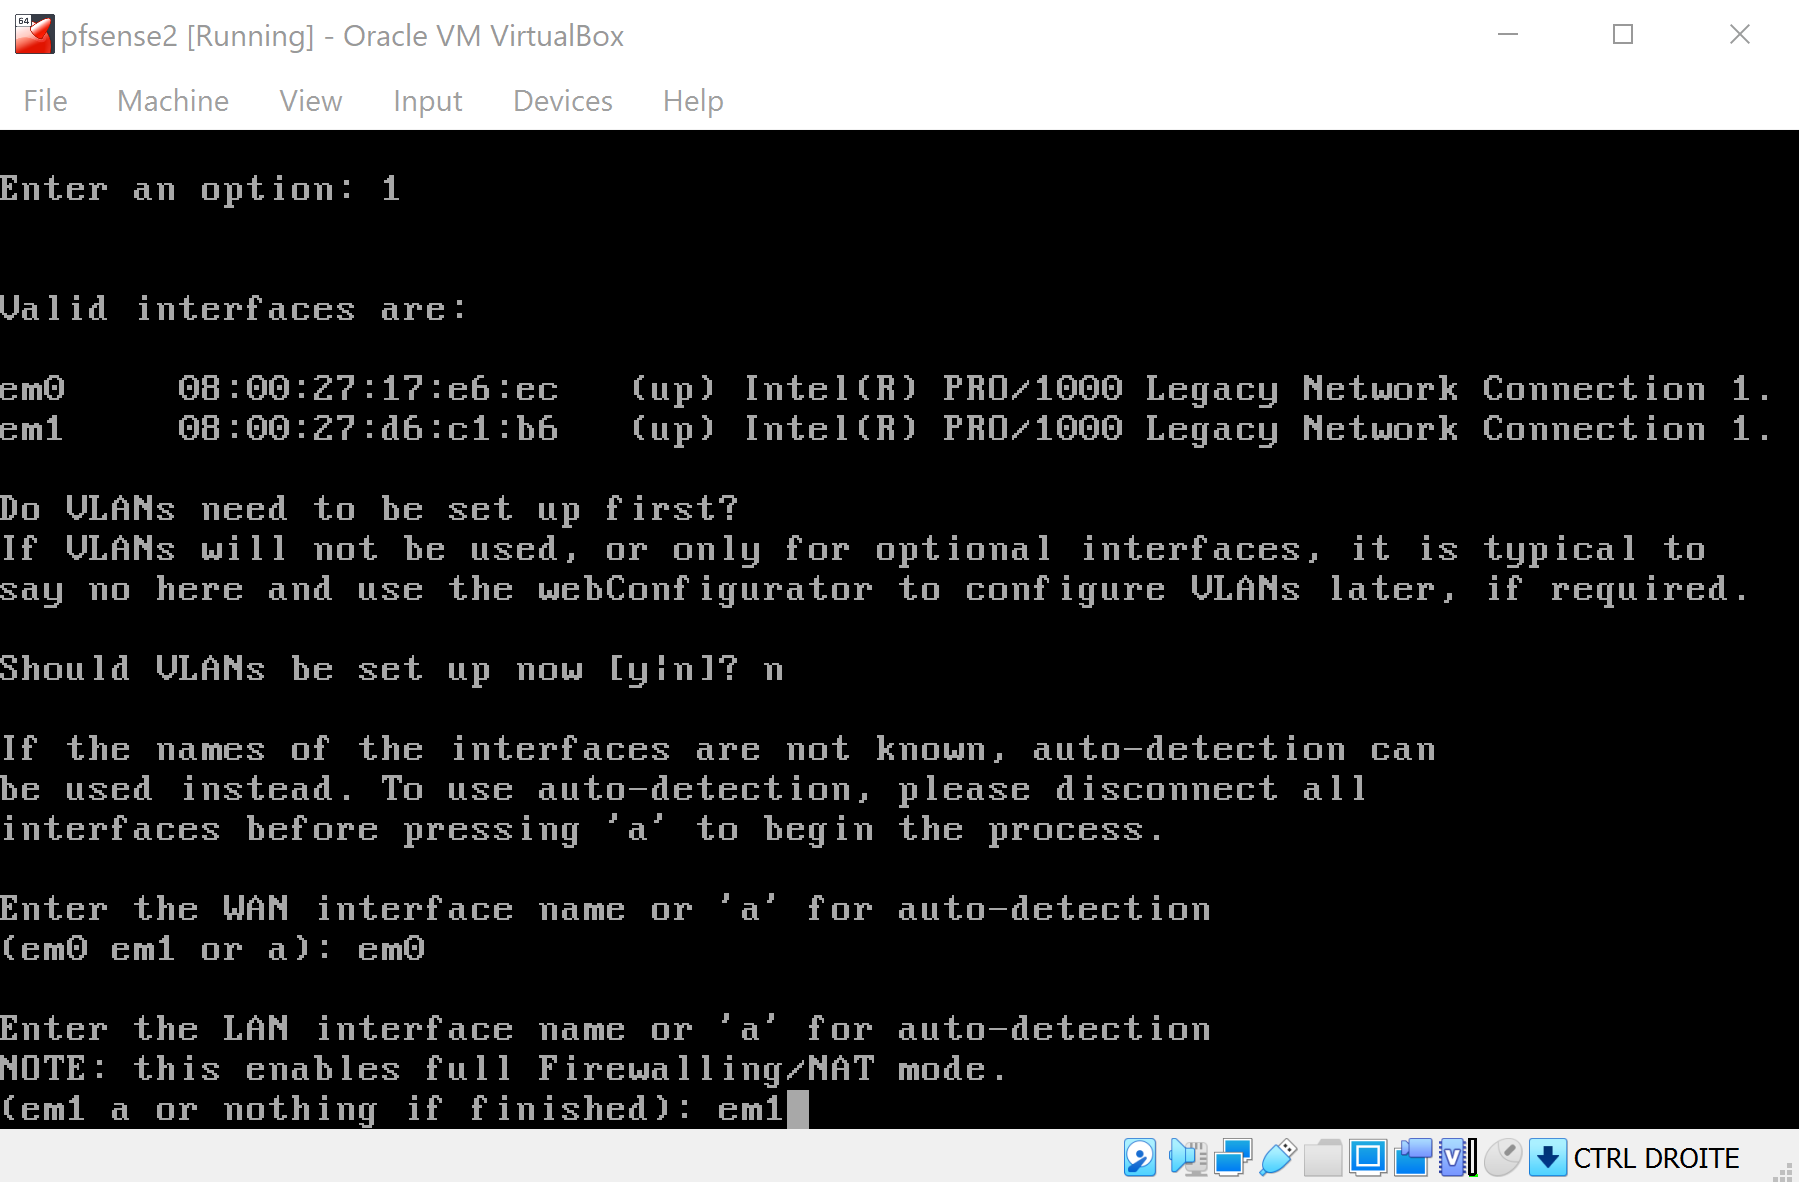 64
pfsense2 [Running] - Oracle VM VirtualBox
File Machine View Input Devices Help
Enter an option: 1
Valid interfaces are:
em0 08:00:27:17:e6:ec (up) Intel(R) PRO/1000 Legacy Network Connection 1.
em1 08:00:27:d6:c1:b6 (up) Intel(R) PRO/1000 Legacy Network Connection 1.
Do VLANs need to be set up first?
If VLANs will not be used, or only for optional interfaces, it is typical to
say no here and use the webConfigurator to configure VLANs later, if required.
Should VLANs be set up now [y|n]? n
If the names of the interfaces are not known, auto-detection can
be used instead. To use auto-detection, please disconnect all
interfaces before pressing 'a' to begin the process.
Enter the WAN interface name or 'a' for auto-detection
(em0 em1 or a): em0
Enter the LAN interface name or 'a' for auto-detection
NOTE: this enables full Firewalling/NAT mode.
(em1 a or nothing if finished): em1
V
CTRL DROITE